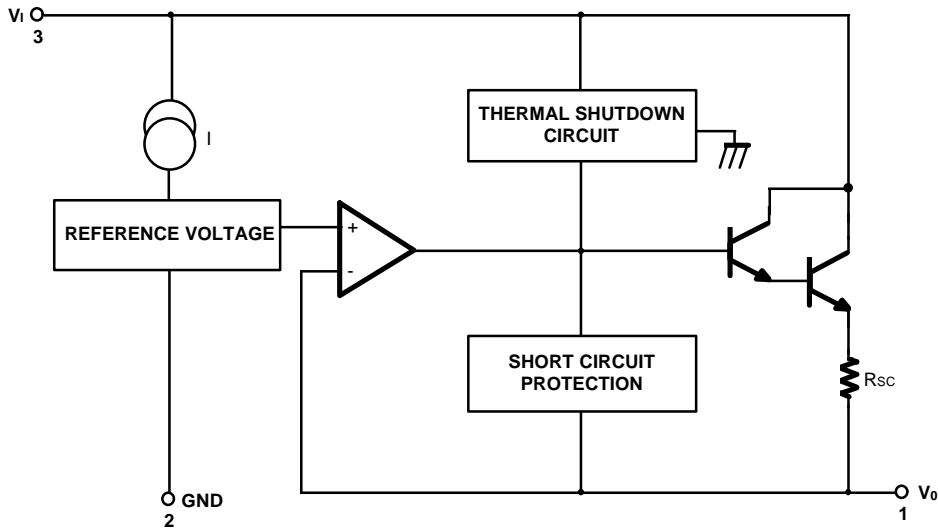 VI
3
THERMAL SHUTDOWN
CIRCUIT
I
REFERENCE VOLTAGE
+
-
SHORT CIRCUIT
PROTECTION
RSC
GND
2
V0
1